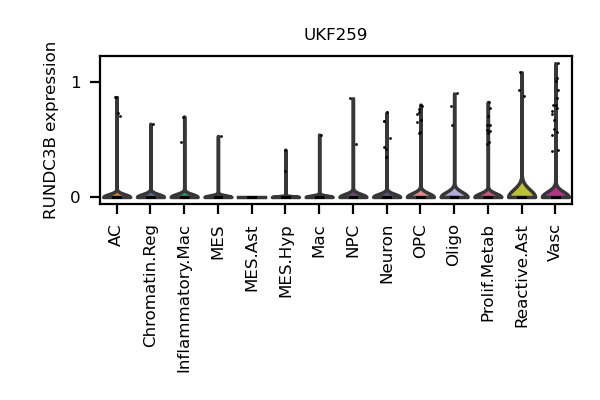 UKF259
RUNDC3B expression
1
0
AC
Chromatin.Reg
Inflammatory.Mac
MES
MES.Ast
MES.Hyp
Mac
NPC
Neuron
OPC
Oligo
Prolif.Metab
Reactive.Ast
Vasc